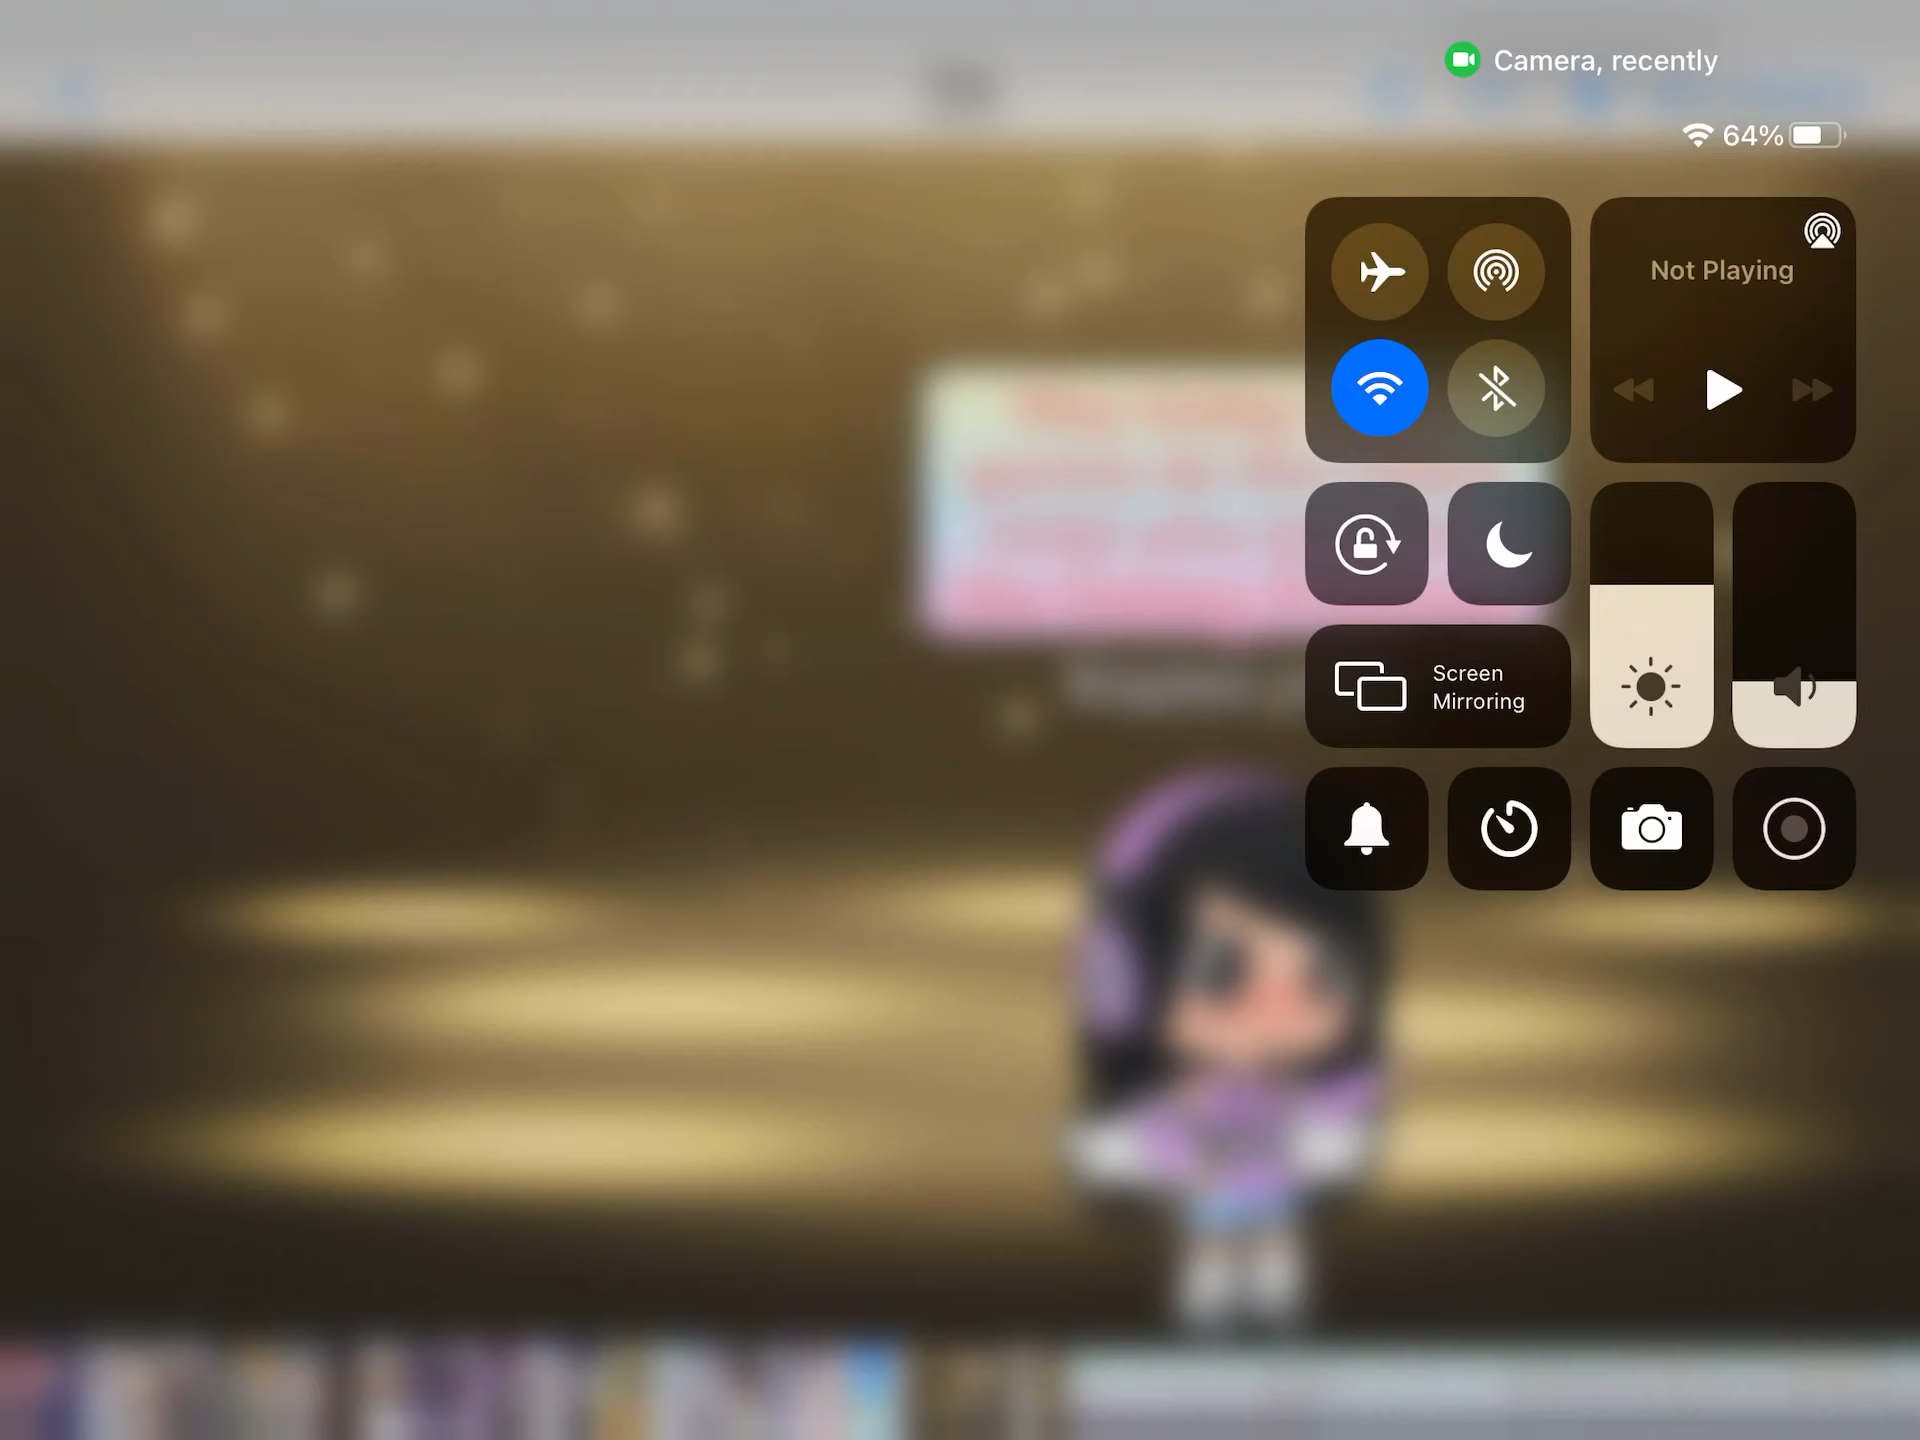 Camera, recently
64%
Not Playing
Screen
Mirroring